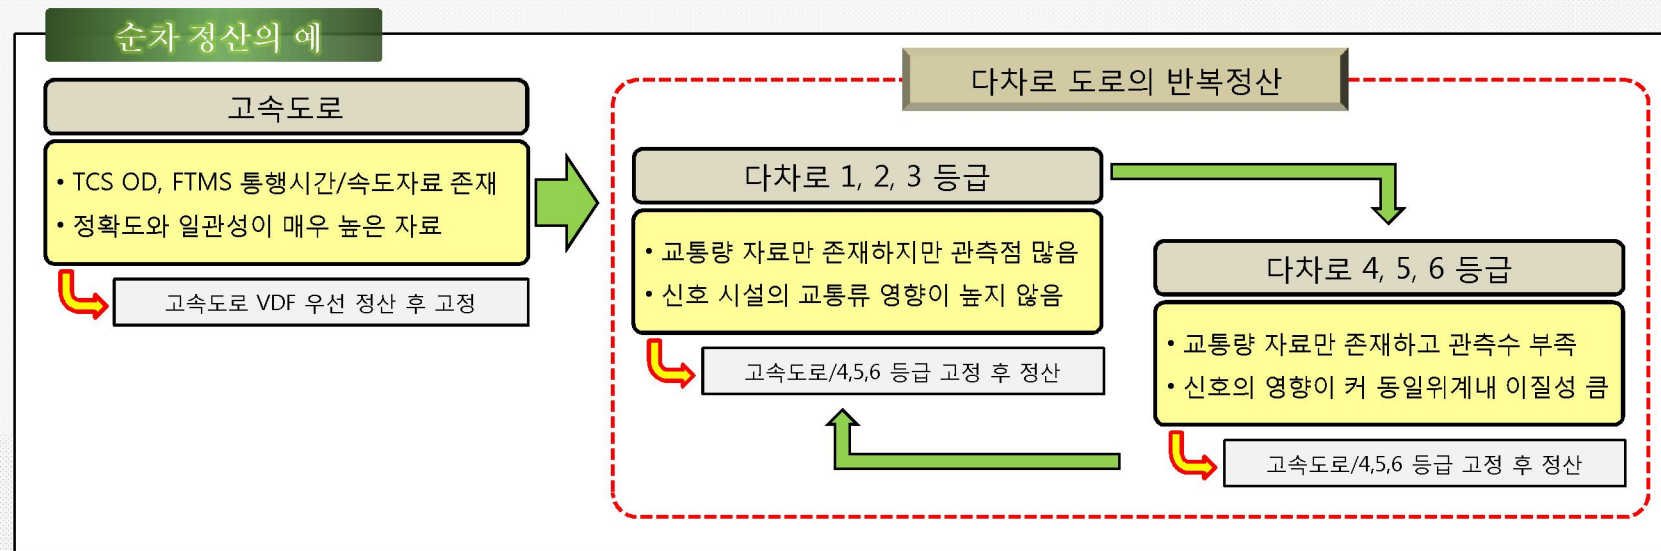 순차 정산의 예
고속도로
• TCS OD, FTMS 통행시간/속도자료 존재
• 정확도와 일관성이 매우 높은 자료
고속도로 VDF 우선 정산 후 고정
다차로 도로의 반복정산
다차로 1, 2, 3 등급
• 교통량 자료만 존재하지만 관측점 많음
• 신호 시설의 교통류 영향이 높지 않음
고속도로/4,5,6 등급 고정 후 정산
다차로 4, 5, 6 등급
• 교통량 자료만 존재하고 관측수 부족
• 신호의 영향이 커 동일위계내 이질성 큼
고속도로/4,5,6 등급 고정 후 정산